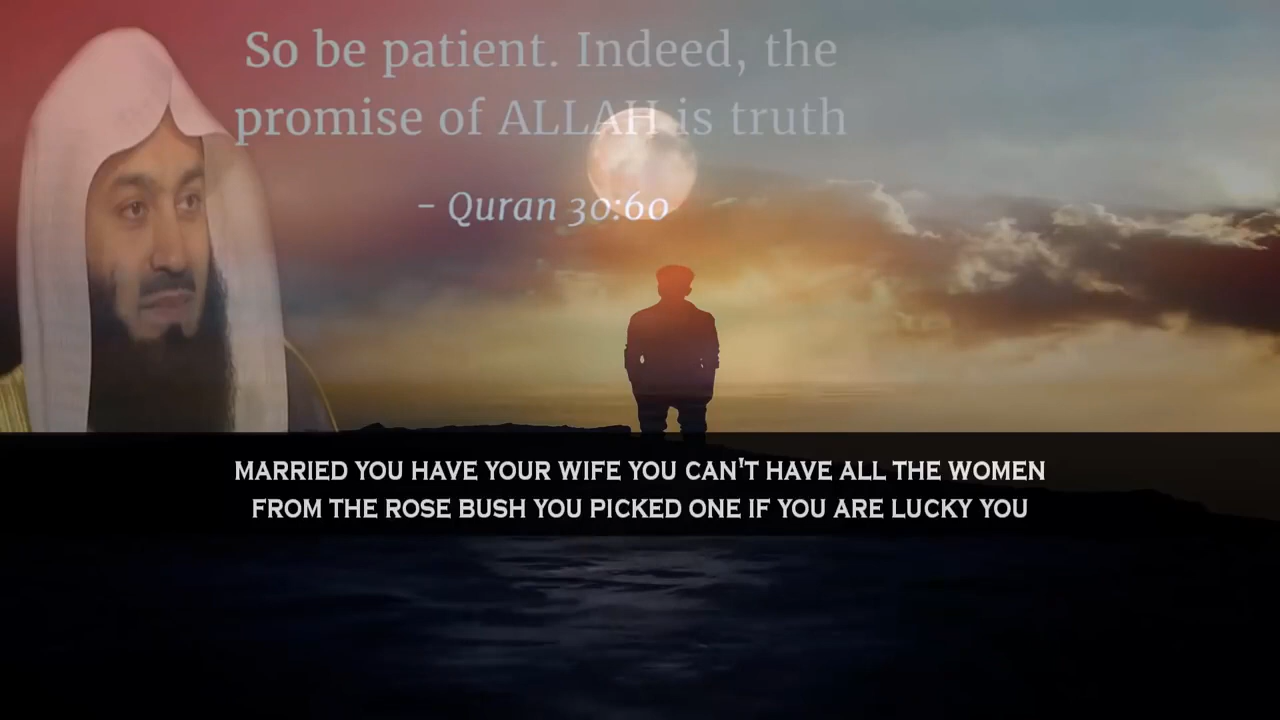 So be patient. Indeed, the
promise of ALLAH is truth
– Quran 30:60
MARRIED YOU HAVE YOUR WIFE YOU CAN'T HAVE ALL THE WOMEN
FROM THE ROSE BUSH YOU PICKED ONE IF YOU ARE LUCKY YOU